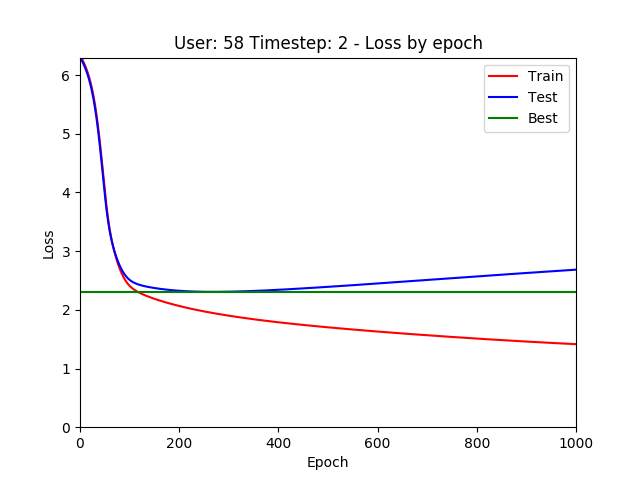 User: 58 Timestep: 2 - Loss by epoch
6
5
4
3
2
1
0
Loss
Train
Test
Best
0 200 400 600 800 1000
Epoch